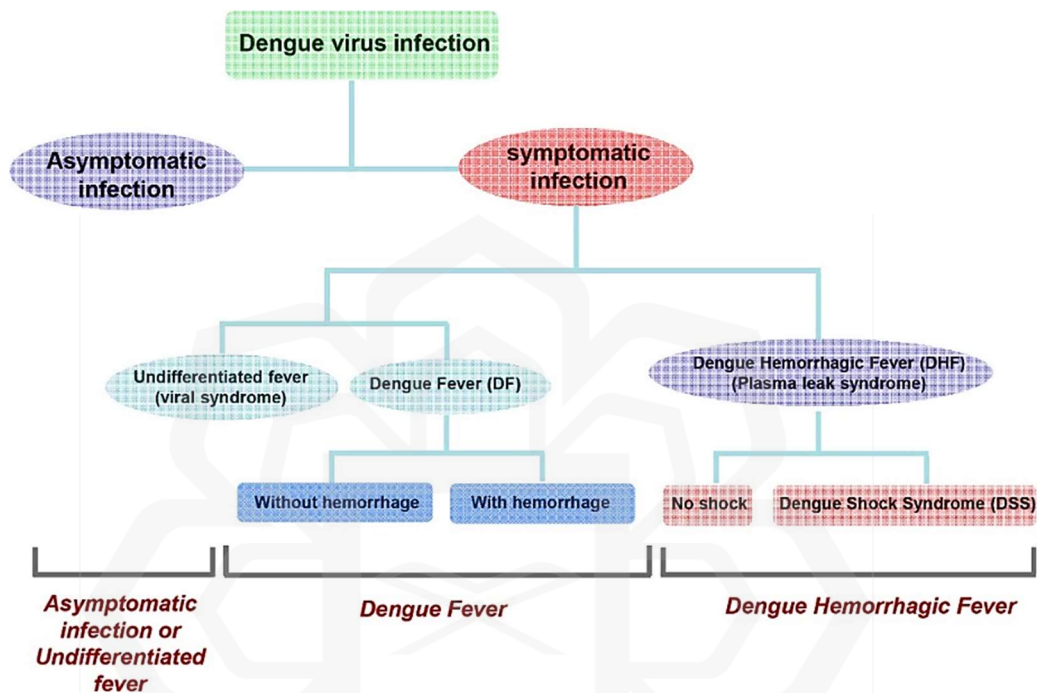 Dengue virus infection
Asymptomatic
infection
symptomatic
infection
Undifferentiated fever
(viral syndrome)
Dengue Fever (DF)
Dengue Hemorrhagic Fever (DHF)
(Plasma leak syndrome)
Without hemorrhage
With hemorrhage
No shock
Dengue Shock Syndrome (DSS)
Asymptomatic
infection or
Undifferentiated
fever
Dengue Fever
Dengue Hemorrhagic Fever